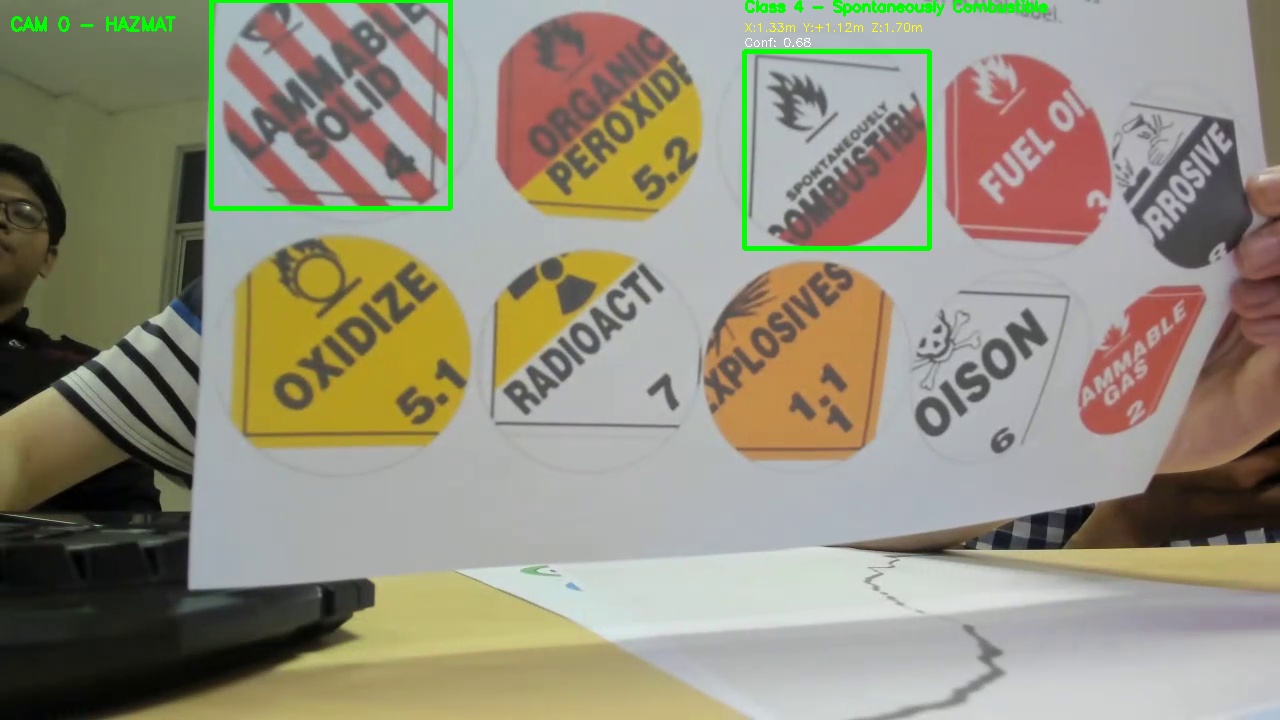 CAM 0 - HAZMAT
Class 4 - Spontaneously Combustible
X:1.33m Y:+1.12m Z:1.70m
Conf: 0.68
LAMMABLE
SOLID
4
ORGANIC
PEROXIDE
5.2
SPONTANEOUSLY
COMBUSTIBL
FUEL OI
3
RROSIVE
8
OXIDIZE
5.1
RADIOACTI
7
EXPLOSIVES
1.1
1
OISON
6
AMMABLE
GAS
2